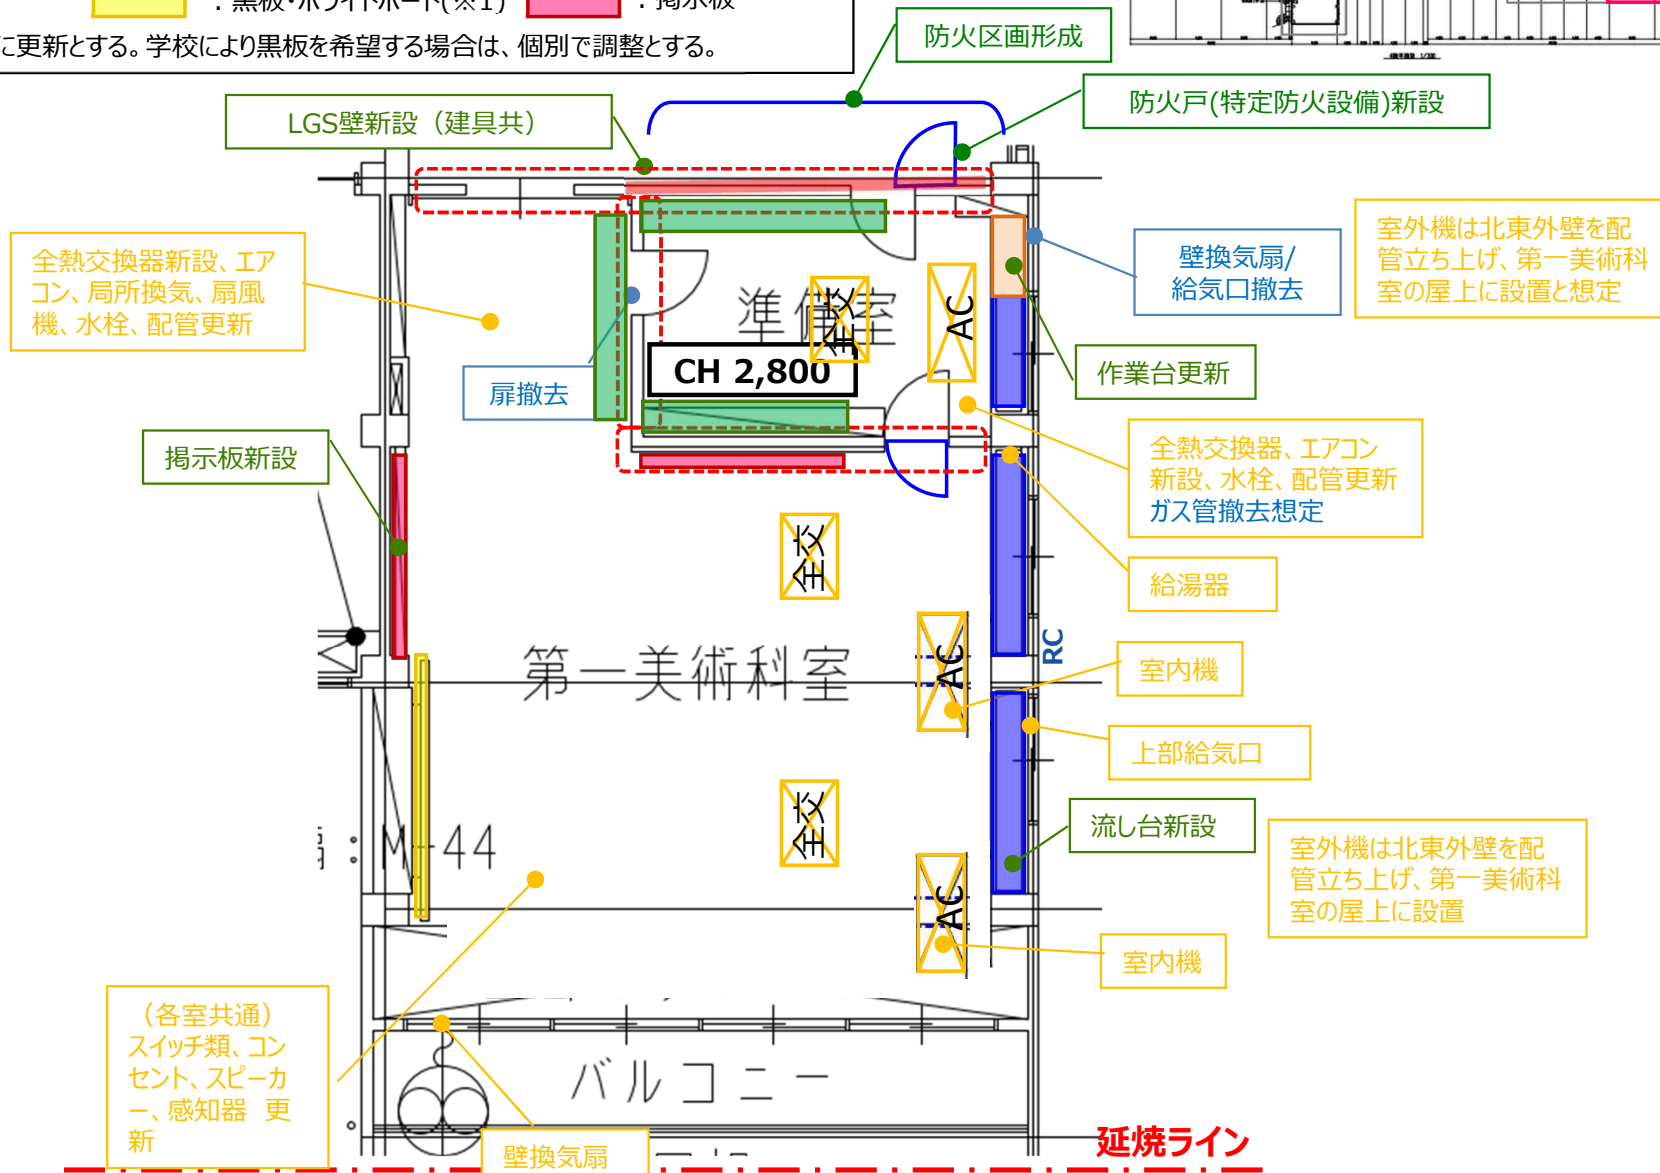 : 黒板・ホワイトボード(※1)
: 掲示板
に更新とする。学校により黒板を希望する場合は、個別で調整とする。
防火区画形成
防火戸(特定防火設備)新設
LGS壁新設（建具共）
全熱交換器新設、エア
コン、局所換気、扇風
機、水栓、配管更新
壁換気扇/
給気口撤去
室外機は北東外壁を配
管立ち上げ、第一美術科
室の屋上に設置と想定
準備室
全交
AC
CH 2,800
扉撤去
作業台更新
掲示板新設
全熱交換器、エアコン
新設、水栓、配管更新
ガス管撤去想定
全交
給湯器
RC
第一美術科室
AC
室内機
上部給気口
全交
流し台新設
: M-44
室外機は北東外壁を配
管立ち上げ、第一美術科
室の屋上に設置
AC
室内機
（各室共通）
スイッチ類、コン
セント、スピーカ
ー、感知器 更
新
バルコニー
壁換気扇
延焼ライン